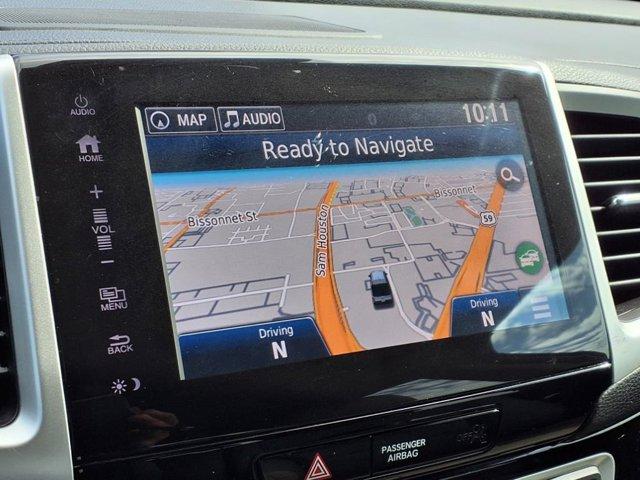 AUDIO
HOME
VOL
MENU
BACK
MAP
AUDIO
10:11
Ready to Navigate
Bissonnet St
Bissonnet
Sam Houston
59
Driving
N
Driving
N
PASSENGER
AIRBAG
OFF